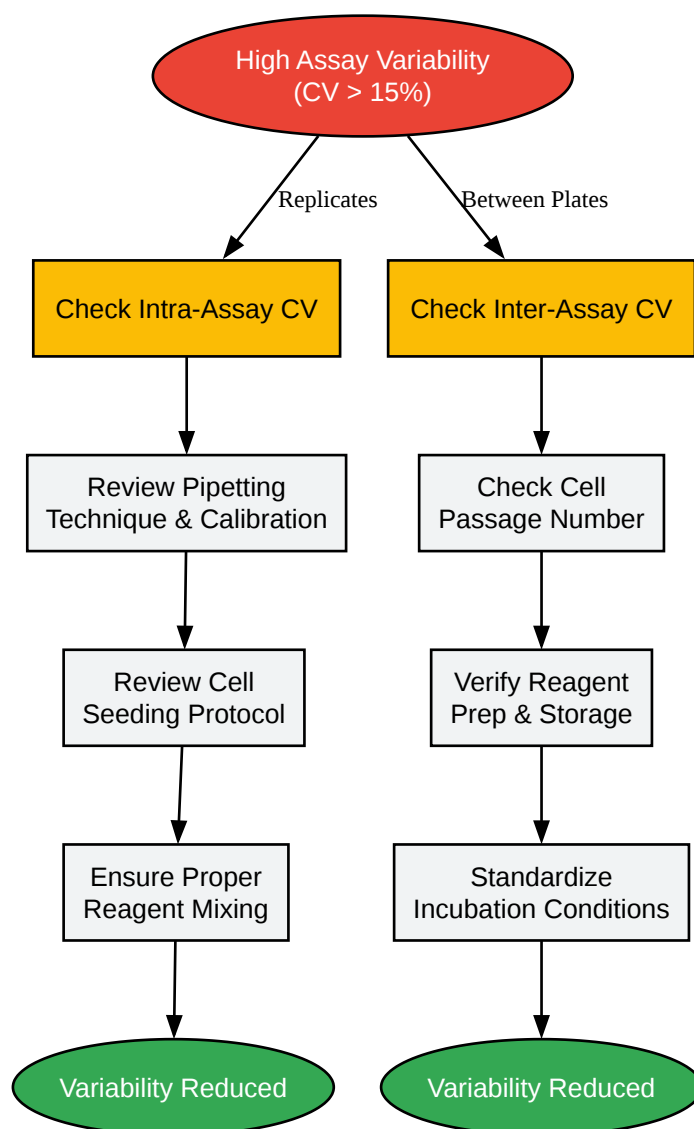 High Assay Variability
(CV > 15%)
Replicates
Between Plates
Check Intra-Assay CV
Check Inter-Assay CV
Review Pipetting
Technique & Calibration
Check Cell
Passage Number
Review Cell
Seeding Protocol
Verify Reagent
Prep & Storage
Ensure Proper
Reagent Mixing
Standardize
Incubation Conditions
Variability Reduced
Variability Reduced